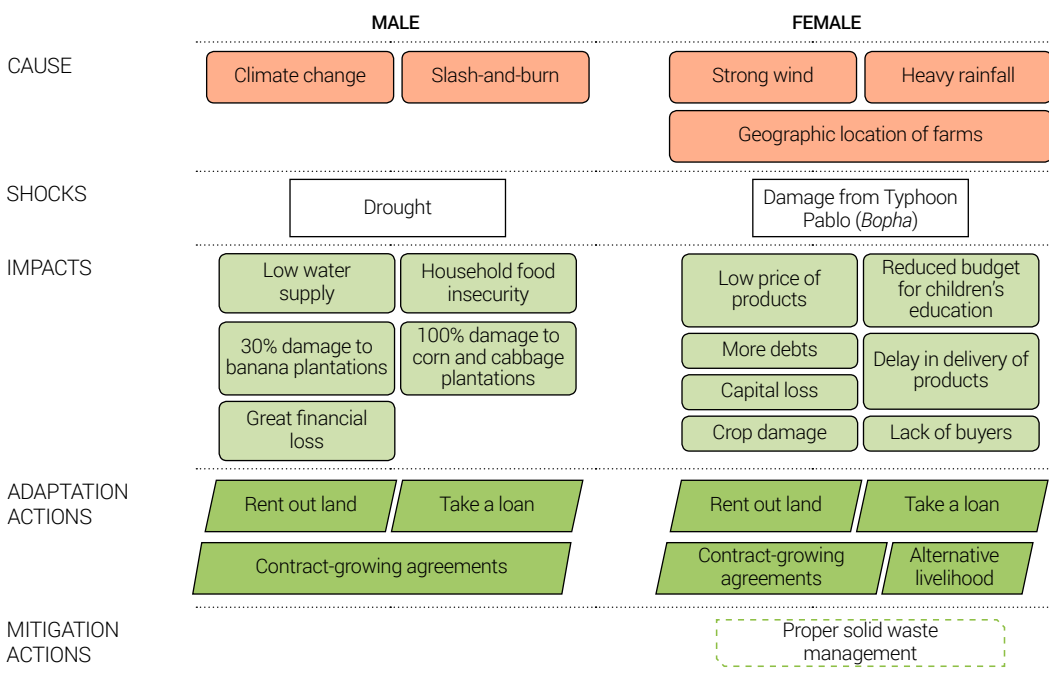 MALE
FEMALE
CAUSE
Climate change
Slash-and-burn
Strong wind
Heavy rainfall
Geographic location of farms
SHOCKS
Drought
Damage from Typhoon
Pablo (Bopha)
IMPACTS
Low water
supply
Household food
insecurity
30% damage to
banana plantations
100% damage to
corn and cabbage
plantations
Great financial
loss
Low price of
products
Reduced budget
for children’s
education
More debts
Delay in delivery of
products
Capital loss
Crop damage
Lack of buyers
ADAPTATION
ACTIONS
Rent out land
Take a loan
Contract-growing agreements
Rent out land
Take a loan
Contract-growing
agreements
Alternative
livelihood
MITIGATION
ACTIONS
Proper solid waste
management